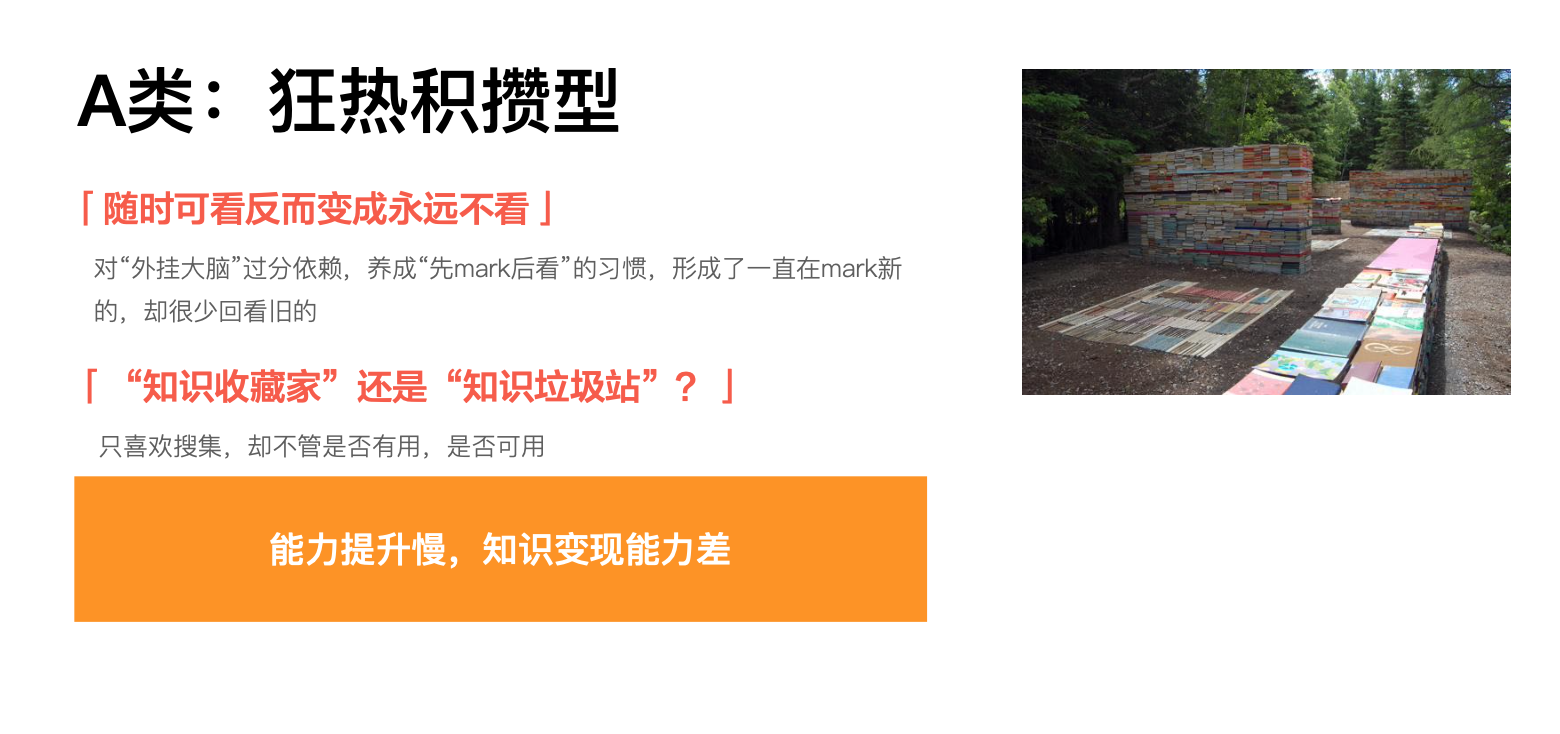 A类：狂热积攒型
「 随时可看反而变成永远不看 」
对“外挂大脑”过分依赖，养成“先mark后看”的习惯，形成了一直在mark新
的，却很少回看旧的
「 “知识收藏家”还是“知识垃圾站”？ 」
只喜欢搜集，却不管是否有用，是否可用
能力提升慢，知识变现能力差